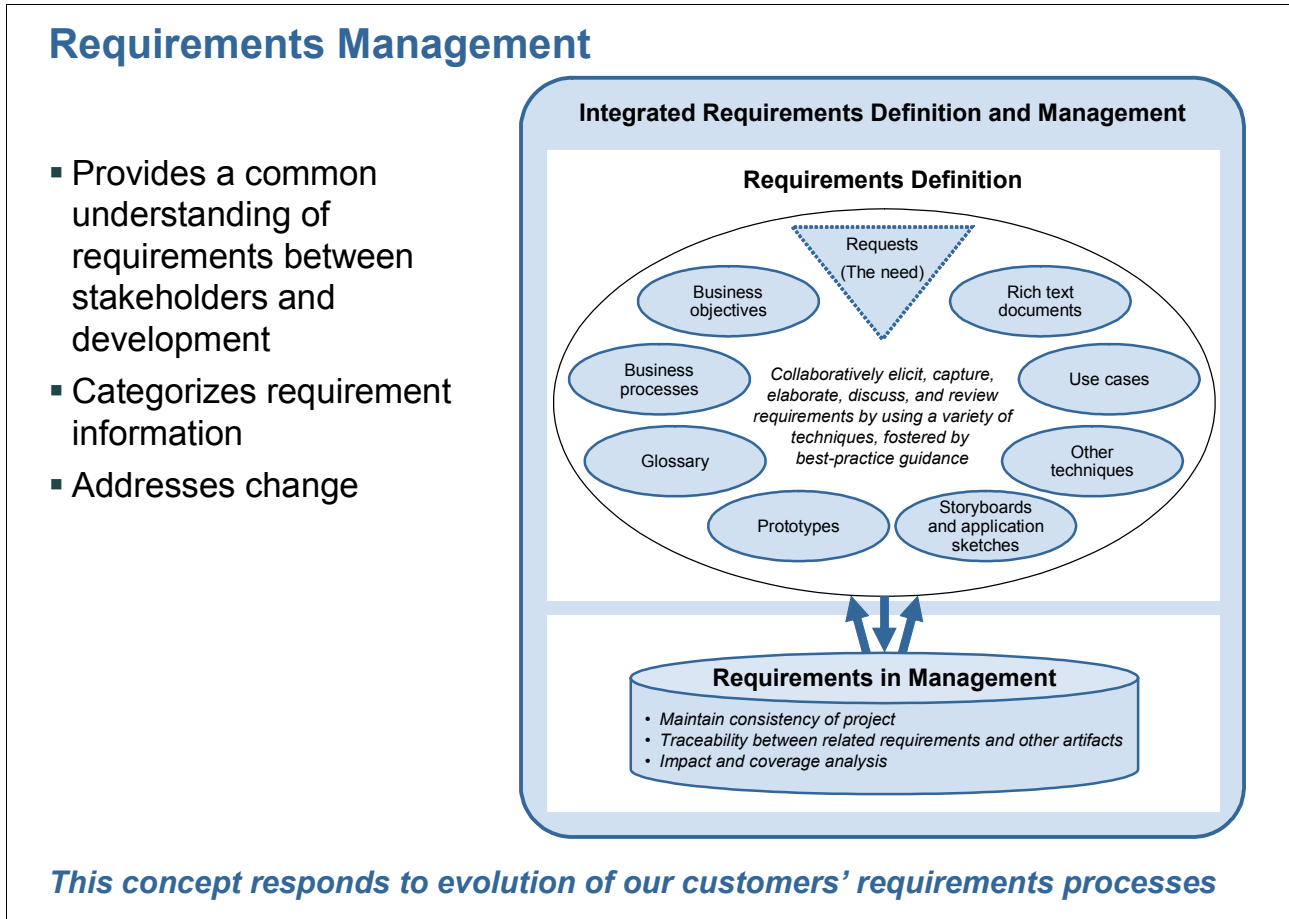 Requirements Management
▪ Provides a common
understanding of
requirements between
stakeholders and
development
▪ Categorizes requirement
information
▪ Addresses change
Integrated Requirements Definition and Management
Requirements Definition
Requests
(The need)
Business
objectives
Rich text
documents
Business
processes
Collaboratively elicit, capture,
elaborate, discuss, and review
requirements by using a variety of
techniques, fostered by
best-practice guidance
Use cases
Glossary
Other
techniques
Prototypes
Storyboards
and application
sketches
Requirements in Management
• Maintain consistency of project
• Traceability between related requirements and other artifacts
• Impact and coverage analysis
This concept responds to evolution of our customers’ requirements processes